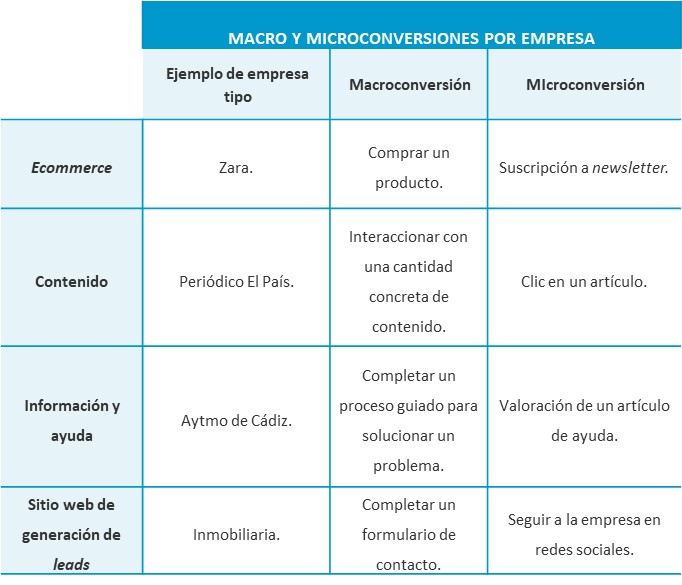 MACRO Y MICROCONVERSIONES POR EMPRESA
Ejemplo de empresa
tipo
Macroconversión
MIcroconversión
Ecommerce
Zara.
Comprar un
producto.
Suscripción a newsletter.
Contenido
Periódico El País.
Interaccionar con
una cantidad
concreta de
contenido.
Clic en un artículo.
Información y
ayuda
Aytmo de Cádiz.
Completar un
proceso guiado para
solucionar un
problema.
Valoración de un artículo
de ayuda.
Sitio web de
generación de
leads
Inmobiliaria.
Completar un
formulario de
contacto.
Seguir a la empresa en
redes sociales.